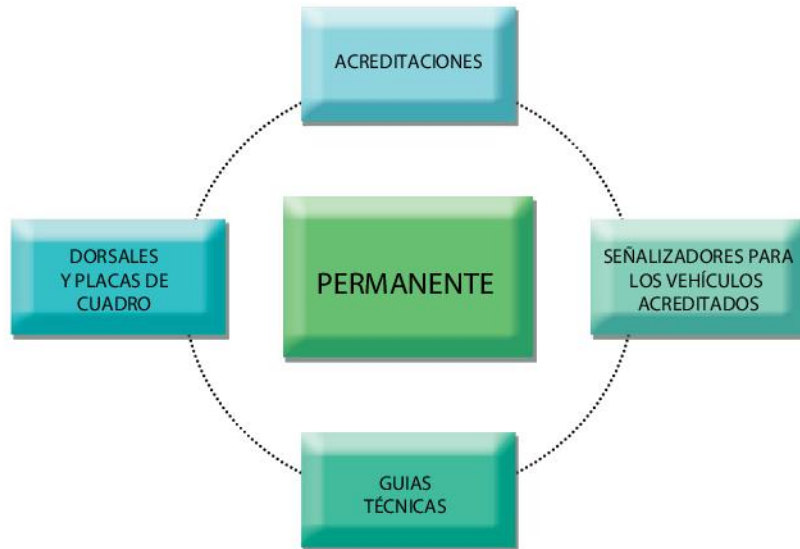 ACREDITACIONES
DORSALES
Y PLACAS DE
CUADRO
PERMANENTE
SEÑALIZADORES PARA
LOS VEHÍCULOS
ACREDITADOS
GUIAS
TÉCNICAS